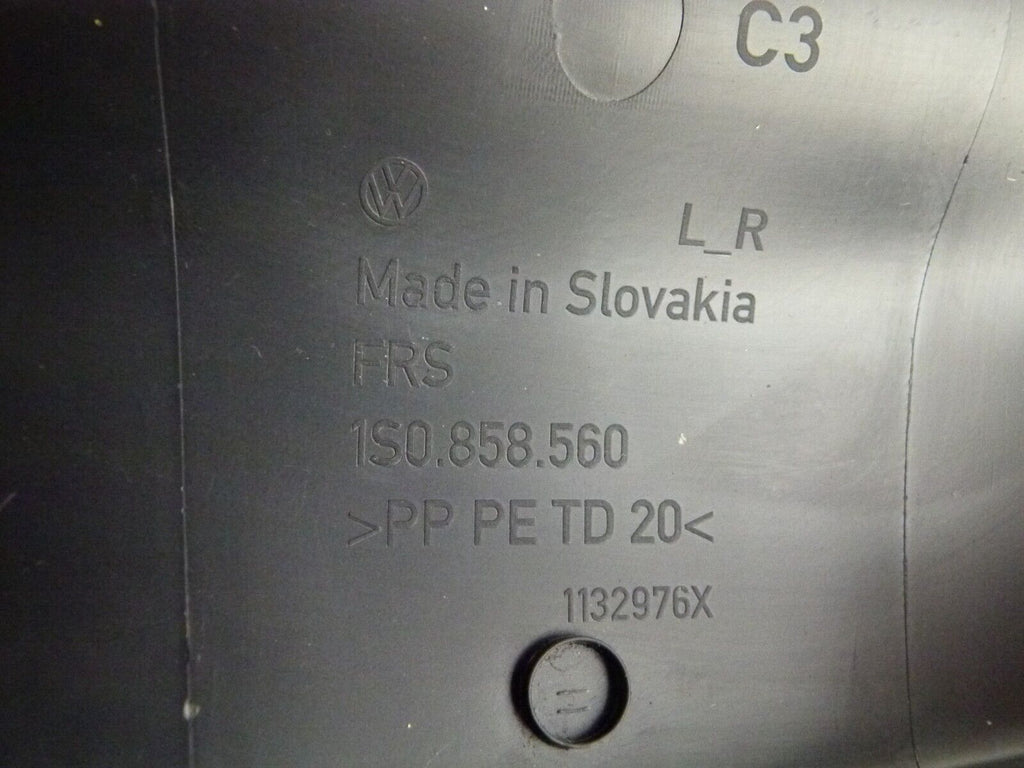 C3
L_R
Made in Slovakia
FRS
1S0.858.560
>PP PE TD 20<
1132976X